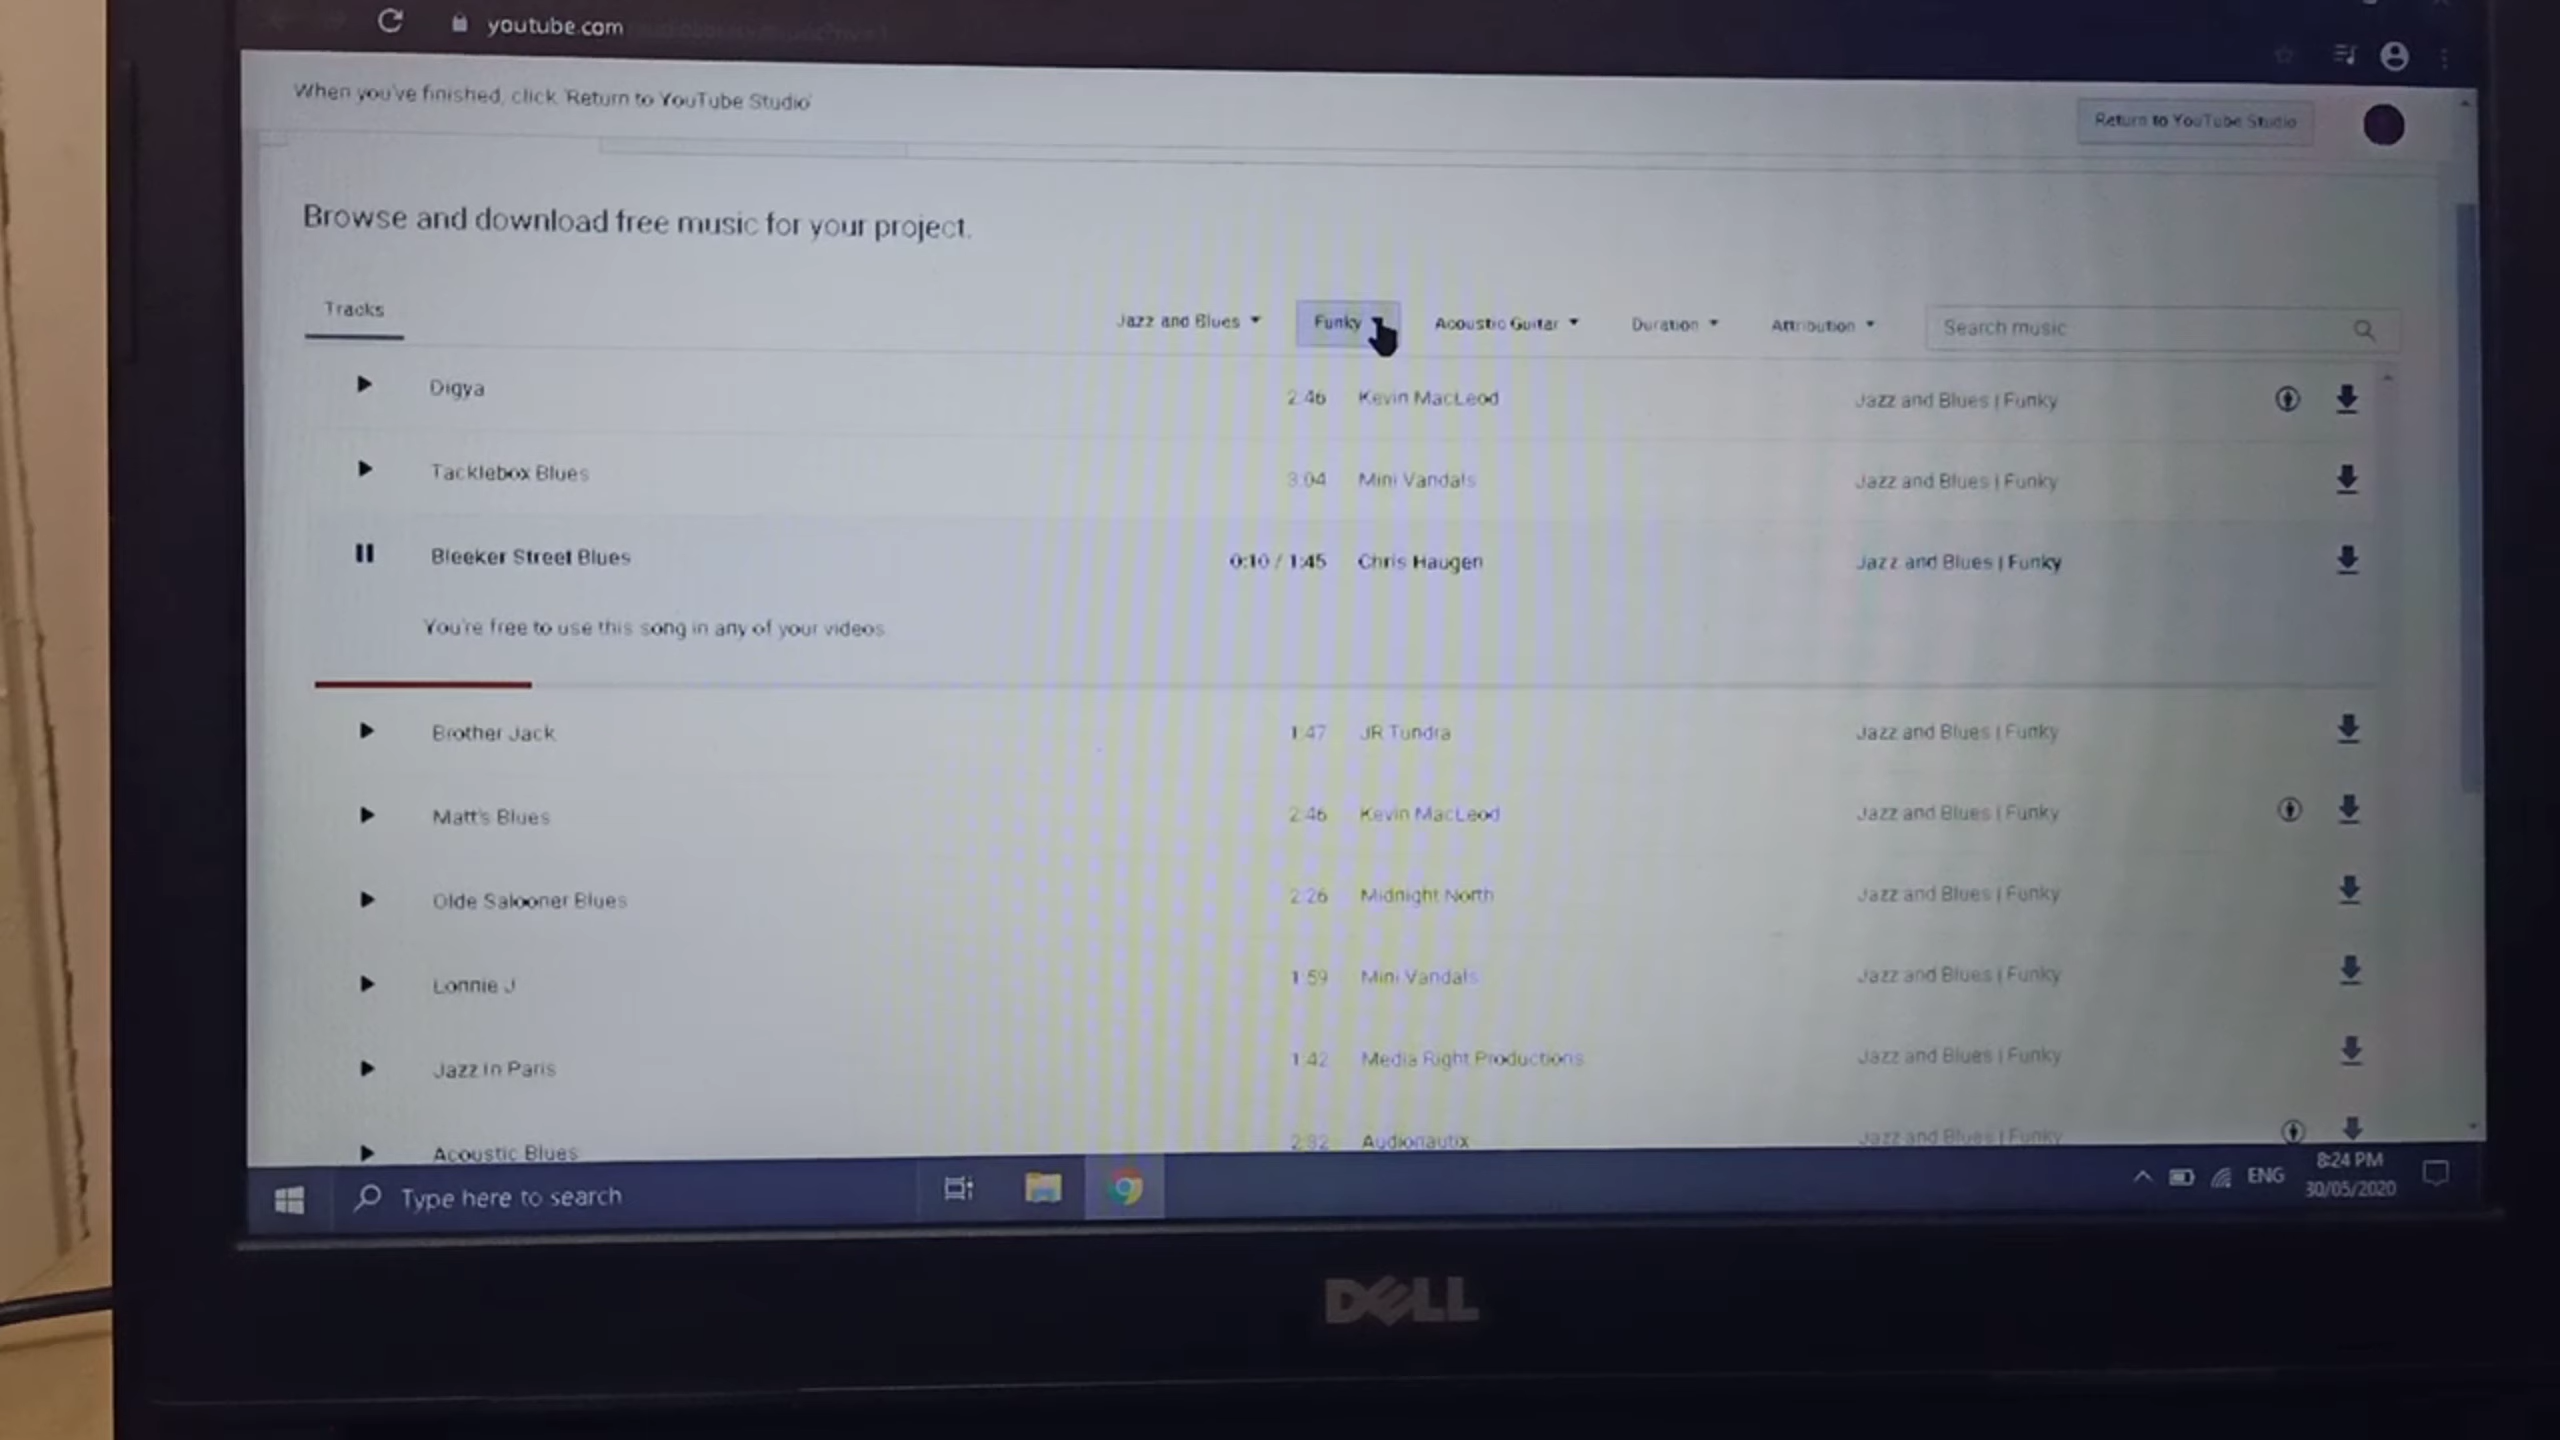 youtube.com
When you've finished, click 'Return to YouTube Studio'
Return to YouTube Studio
Browse and download free music for your project.
Tracks Jazz and Blues Funky Acoustic Guitar Duration Attribution Search music
Digya 2:46 Kevin MacLeod Jazz and Blues | Funky
Tacklebox Blues 3:04 Mini Vandals Jazz and Blues | Funky
Bleeker Street Blues 0:10 / 1:45 Chris Haugen Jazz and Blues | Funky
You're free to use this song in any of your videos
Brother Jack 1:47 JR Tundra Jazz and Blues | Funky
Matt's Blues 2:46 Kevin MacLeod Jazz and Blues | Funky
Olde Salooner Blues 2:26 Midnight North Jazz and Blues | Funky
Lonnie J 1:59 Mini Vandals Jazz and Blues | Funky
Jazz In Paris 1:42 Media Right Productions Jazz and Blues | Funky
Acoustic Blues Audionautix Jazz and Blues | Funky
Type here to search ENG 8:24 PM
30/05/2020
DELL